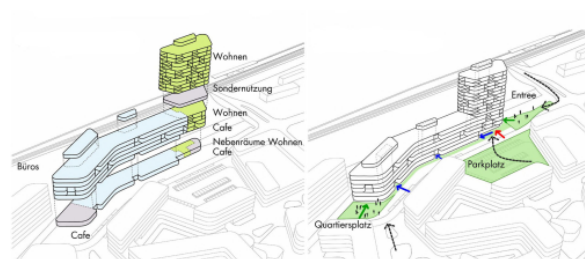 Wohnen
Sondernutzung
Wohnen
Cafe
Nebenräume Wohnen
Cafe
Büros
Cafe
Entree
Parkplatz
Quartiersplatz